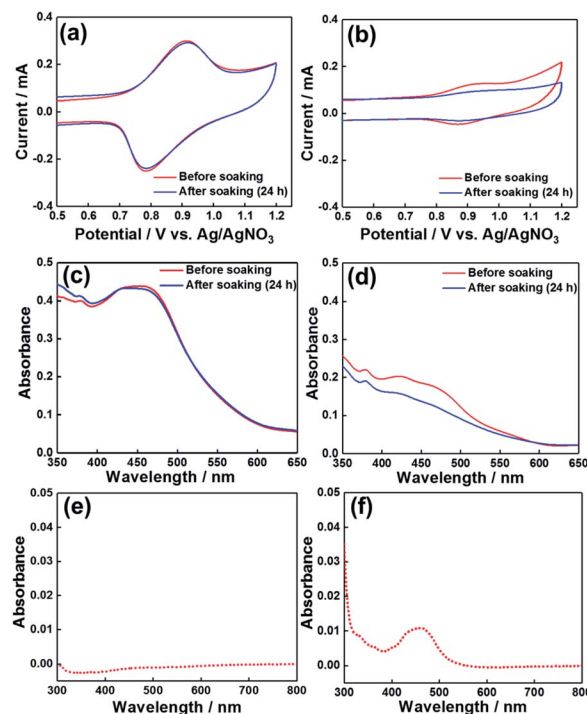 (a)
0.4
0.2
0.0
-0.2
-0.4
Current / mA
Before soaking
After soaking (24 h)
0.5 0.6 0.7 0.8 0.9 1.0 1.1 1.2
Potential / V vs. Ag/AgNO3
(b)
0.4
0.2
0.0
-0.2
-0.4
Current / mA
Before soaking
After soaking (24 h)
0.5 0.6 0.7 0.8 0.9 1.0 1.1 1.2
Potential / V vs. Ag/AgNO3
(c)
0.5
0.4
0.3
0.2
0.1
0.0
Absorbance
Before soaking
After soaking (24 h)
350 400 450 500 550 600 650
Wavelength / nm
(d)
0.5
0.4
0.3
0.2
0.1
0.0
Absorbance
Before soaking
After soaking (24 h)
350 400 450 500 550 600 650
Wavelength / nm
(e)
0.05
0.04
0.03
0.02
0.01
0.00
Absorbance
300 400 500 600 700 800
Wavelength / nm
(f)
0.05
0.04
0.03
0.02
0.01
0.00
Absorbance
300 400 500 600 700 800
Wavelength / nm